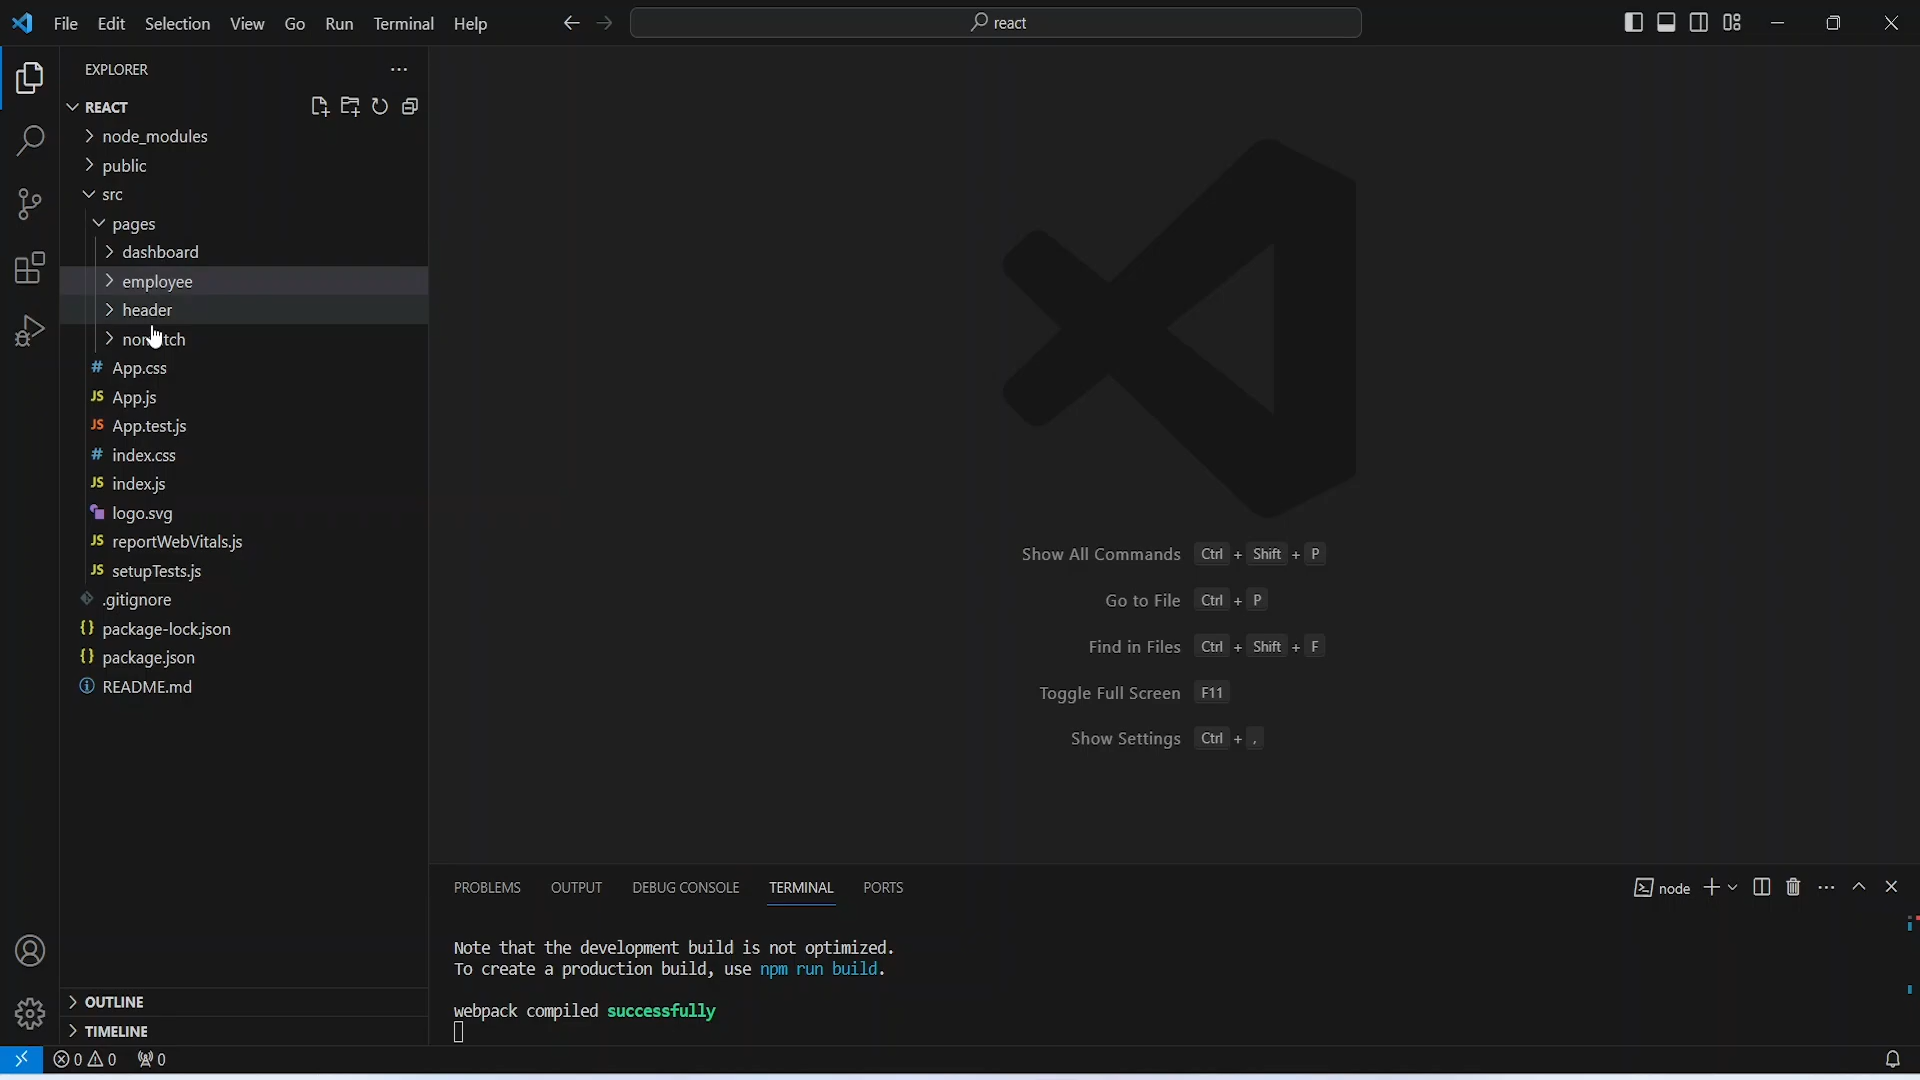 File Edit Selection View Go Run Terminal Help
react
EXPLORER
REACT
node_modules
public
src
pages
dashboard
employee
header
App.css
JS App.js
JS App.test.js
index.css
JS index.js
logo.svg
JS reportWebVitals.js
JS setupTests.js
.gitignore
{} package-lock.json
{} package.json
README.md
Show All Commands Ctrl + Shift + P
Go to File Ctrl + P
Find in Files Ctrl + Shift + F
Toggle Full Screen F11
Show Settings Ctrl + ,
PROBLEMS OUTPUT DEBUG CONSOLE TERMINAL PORTS
node
Note that the development build is not optimized.
To create a production build, use npm run build.
webpack compiled successfully
OUTLINE
TIMELINE
0 0 0